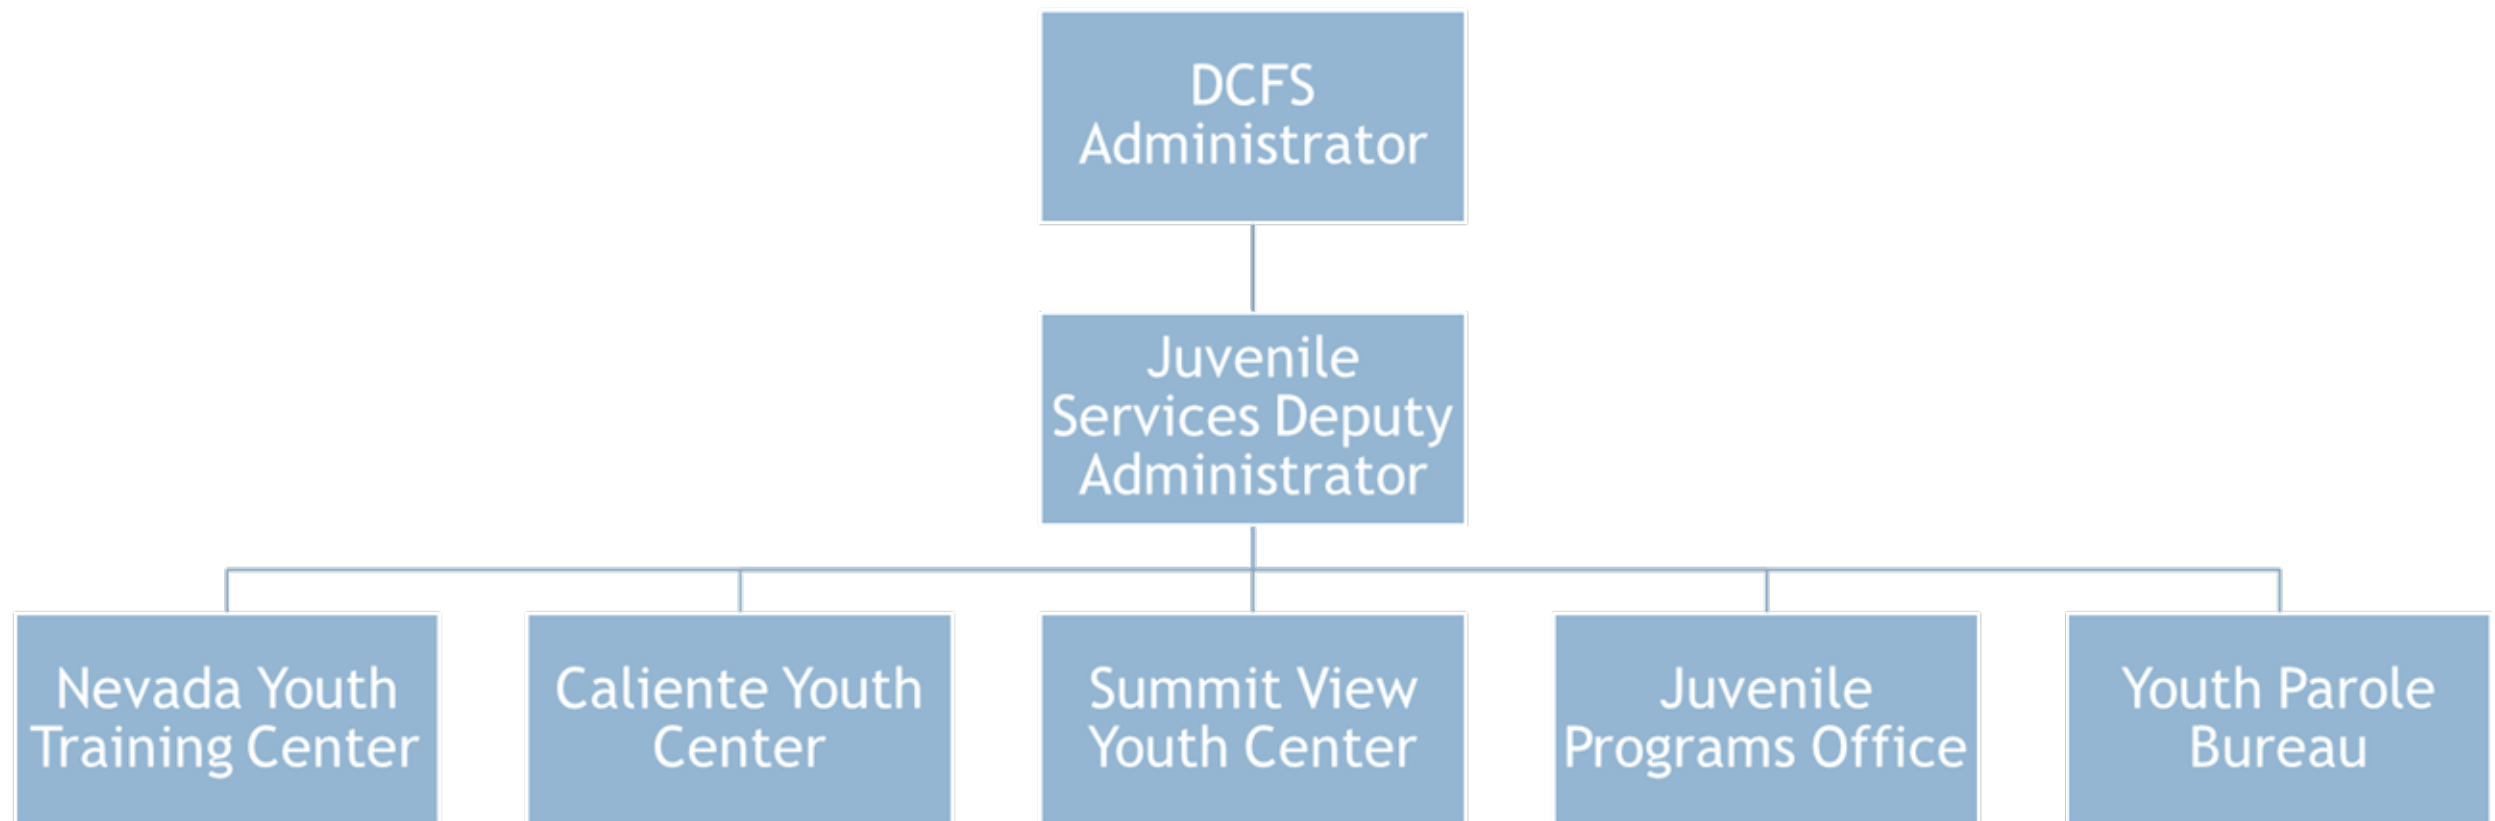 DCFS
Administrator
Juvenile
Services Deputy
Administrator
Nevada Youth
Training Center
Caliente Youth
Center
Summit View
Youth Center
Juvenile
Programs Office
Youth Parole
Bureau